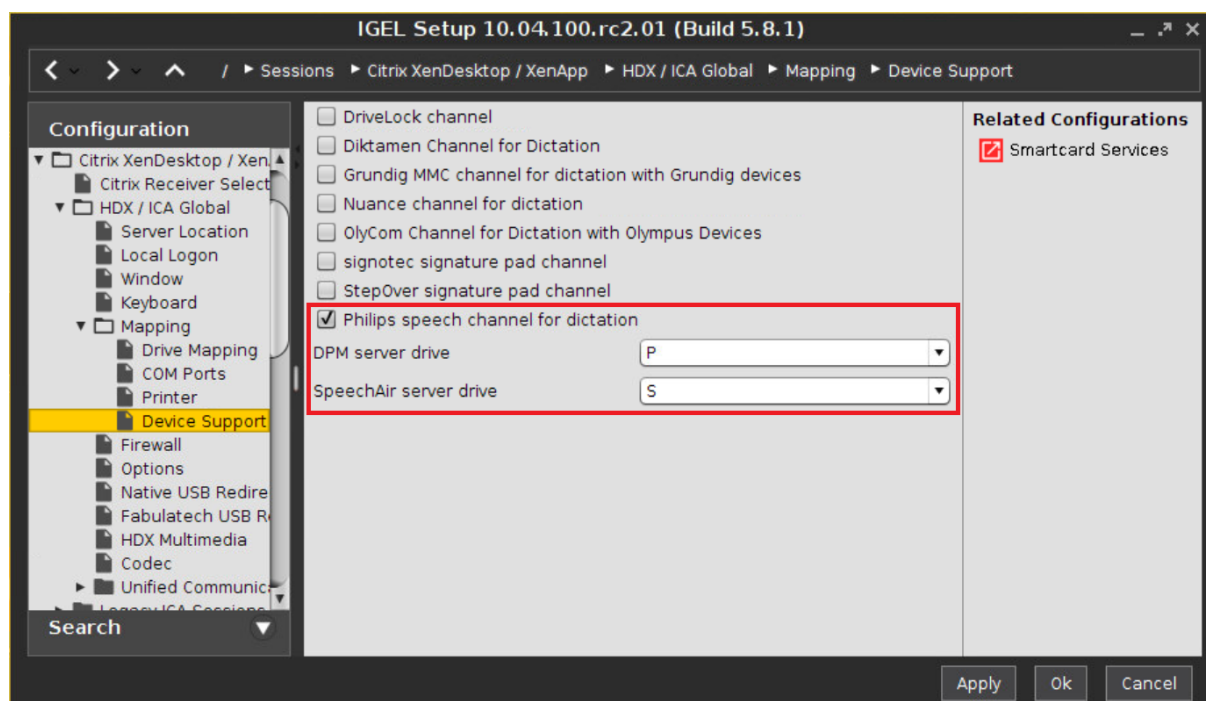 IGEL Setup 10.04.100.rc2.01 (Build 5.8.1)
/ Sessions Citrix XenDesktop / XenApp HDX / ICA Global Mapping Device Support
Configuration
Citrix XenDesktop / Xen
Citrix Receiver Select
HDX / ICA Global
Server Location
Local Logon
Window
Keyboard
Mapping
Drive Mapping
COM Ports
Printer
Device Support
Firewall
Options
Native USB Redire
Fabulatech USB R
HDX Multimedia
Codec
Unified Communic
Legacy ICA Sessions
Search
DriveLock channel
Diktamen Channel for Dictation
Grundig MMC channel for dictation with Grundig devices
Nuance channel for dictation
OlyCom Channel for Dictation with Olympus Devices
signotec signature pad channel
StepOver signature pad channel
Philips speech channel for dictation
DPM server drive P
SpeechAir server drive S
Related Configurations
Smartcard Services
Apply Ok Cancel